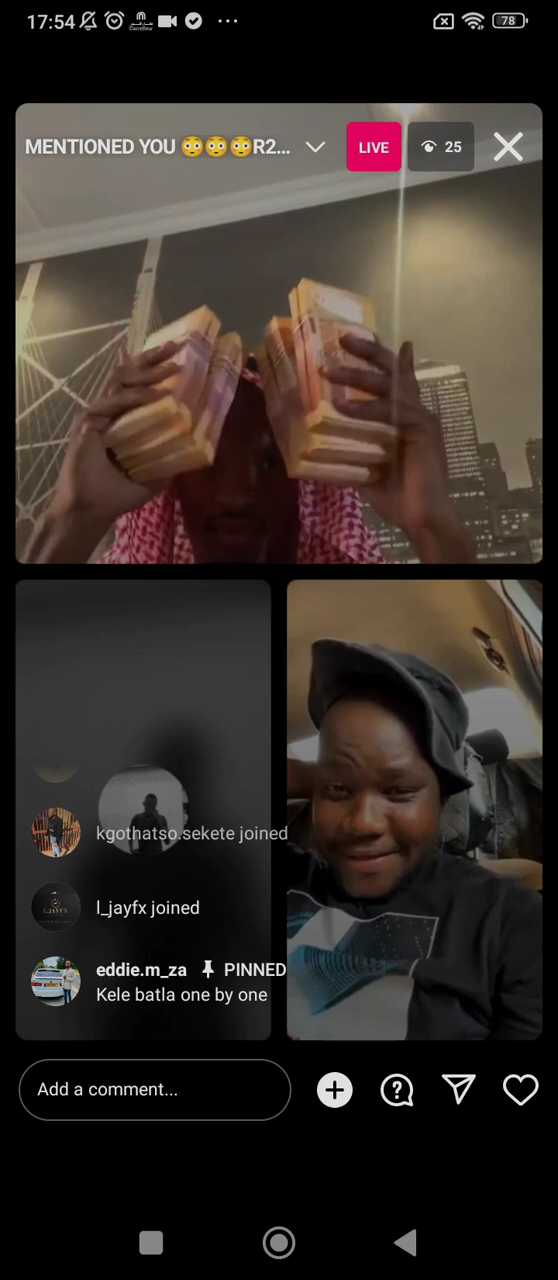 17:54
78
MENTIONED YOU 😳😳😳R2...
LIVE
25
kgothatso.sekete joined
L.JAYFX
l_jayfx joined
eddie.m_za PINNED
Kele batla one by one
Add a comment...